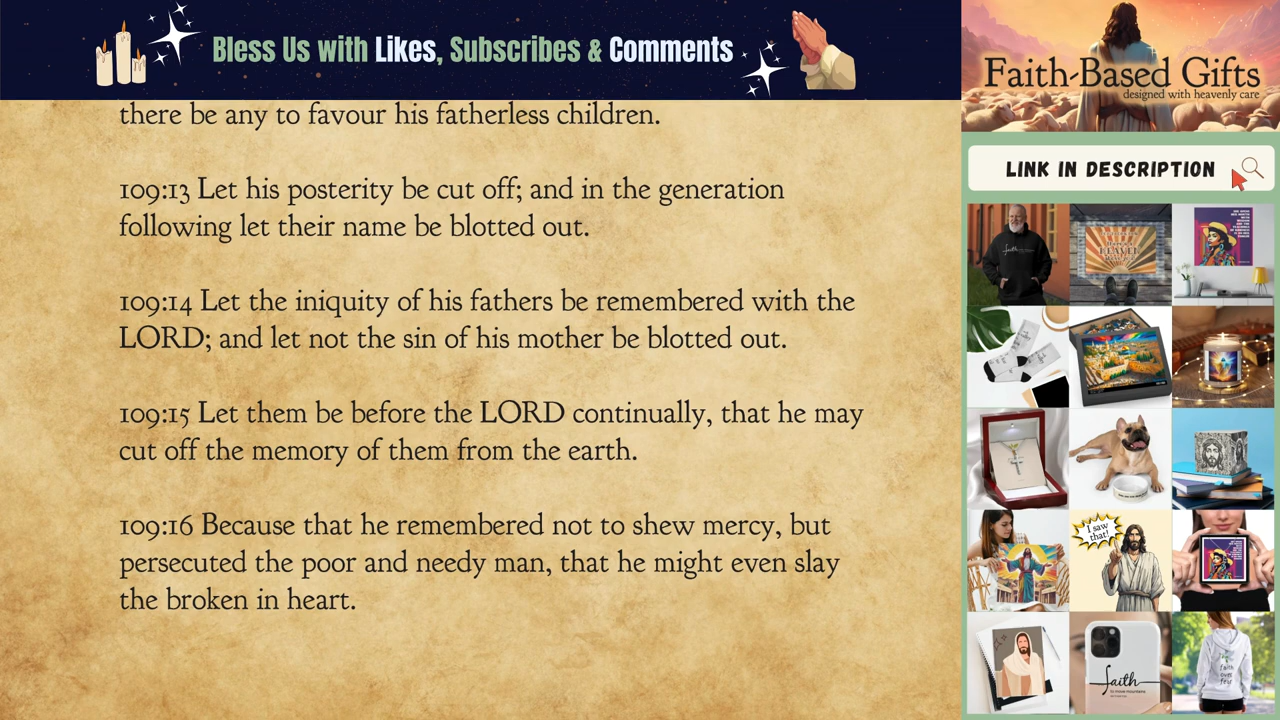 Bless Us with Likes, Subscribes & Comments
there be any to favour his fatherless children.
109:13 Let his posterity be cut off; and in the generation
following let their name be blotted out.
109:14 Let the iniquity of his fathers be remembered with the
LORD; and let not the sin of his mother be blotted out.
109:15 Let them be before the LORD continually, that he may
cut off the memory of them from the earth.
109:16 Because that he remembered not to shew mercy, but
persecuted the poor and needy man, that he might even slay
the broken in heart.
Faith-Based Gifts
designed with heavenly care
LINK IN DESCRIPTION
faith
HEAVEN
I saw
that!
faith
faith
over
fear